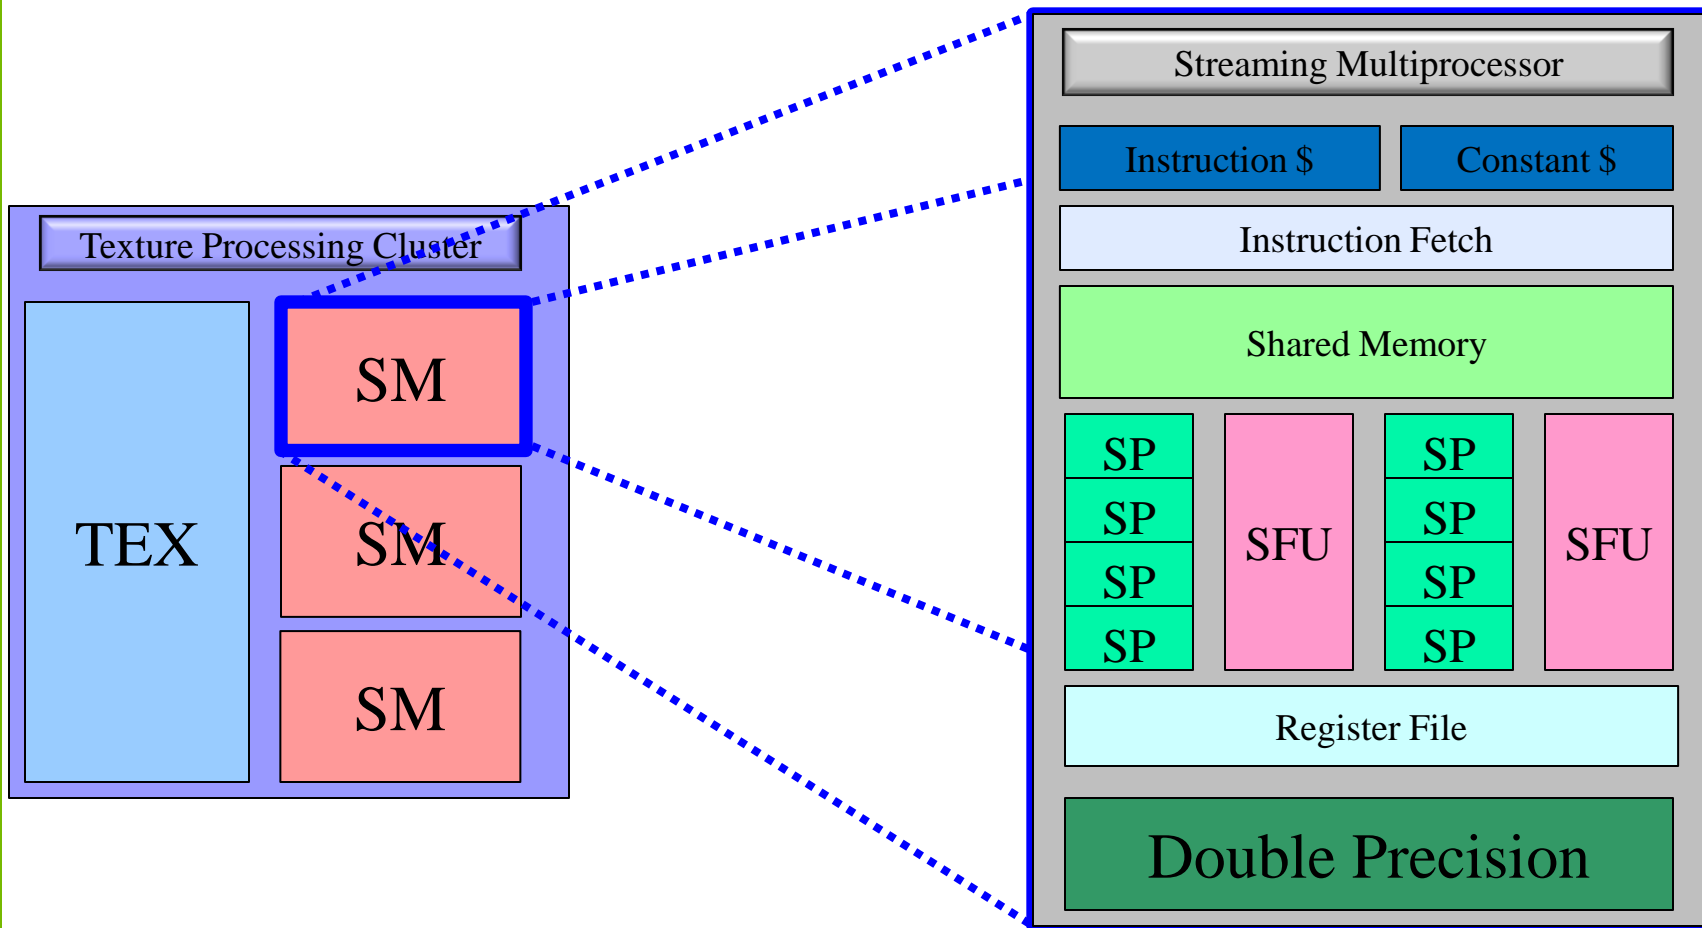 Texture Processing Cluster
TEX
SM
SM
SM
Streaming Multiprocessor
Instruction $
Constant $
Instruction Fetch
Shared Memory
SP
SP
SP
SP
SFU
SP
SP
SP
SP
SFU
Register File
Double Precision